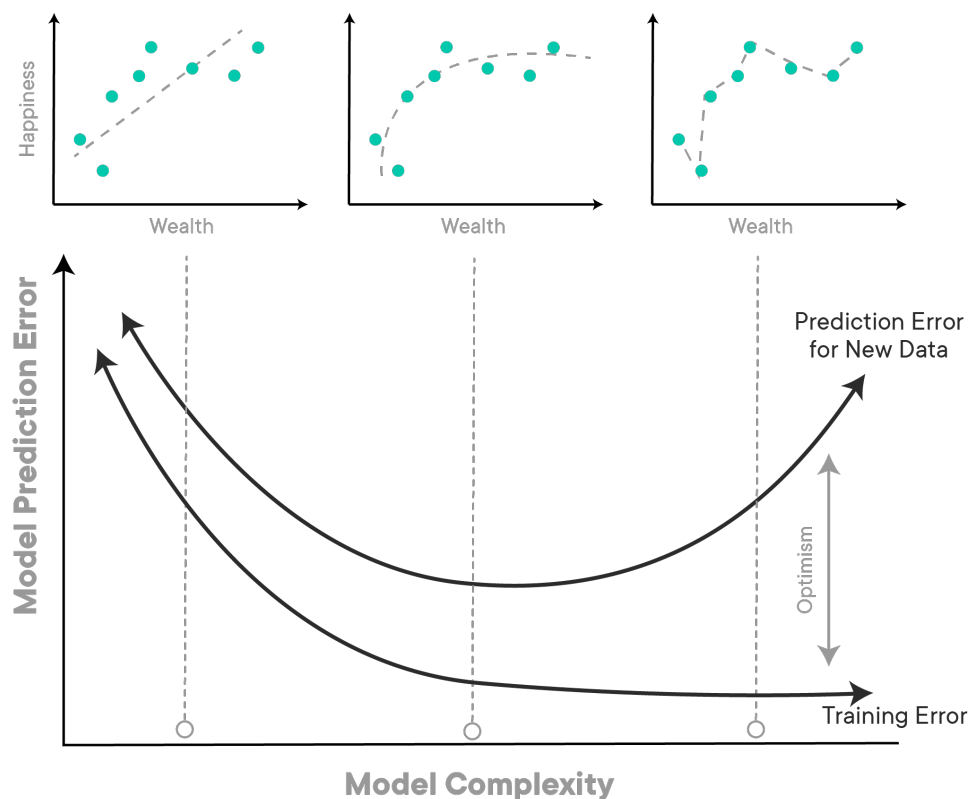 Happiness
Wealth
Wealth
Wealth
Model Prediction Error
Prediction Error
for New Data
Optimism
Training Error
Model Complexity